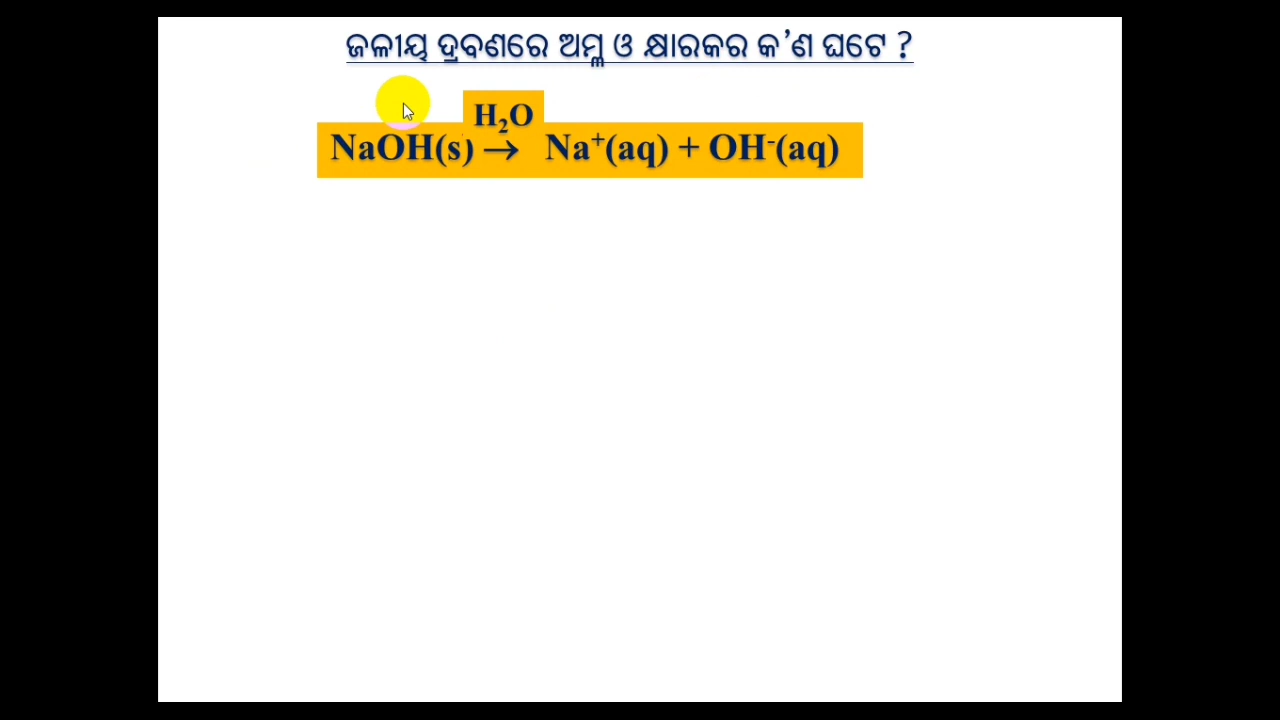 ଜଳୀୟ ଦ୍ରବଣରେ ଅମ୍ଳ ଓ କ୍ଷାରକର କ'ଣ ଘଟେ ?
H₂O
NaOH(s) → Na⁺(aq) + OH⁻(aq)